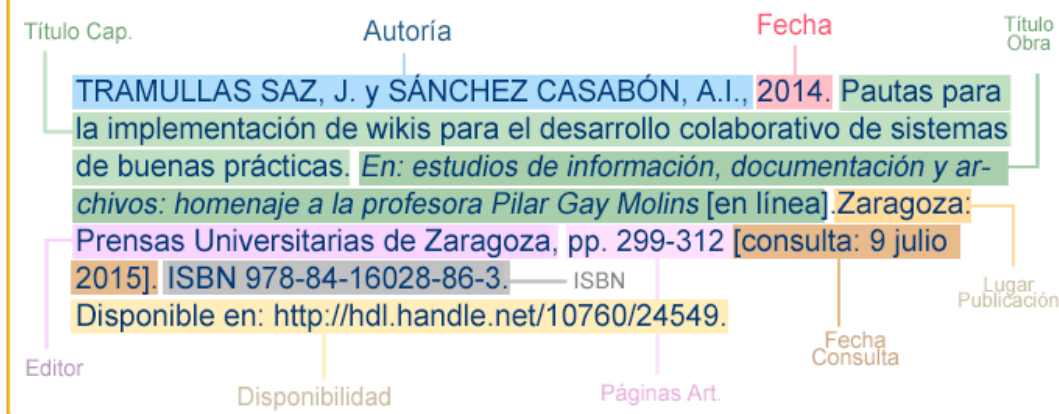 Título Cap.
Autoría
Fecha
Título
Obra
TRAMULLAS SAZ, J. y SÁNCHEZ CASABÓN, A.I., 2014. Pautas para
la implementación de wikis para el desarrollo colaborativo de sistemas
de buenas prácticas. En: estudios de información, documentación y ar-
chivos: homenaje a la profesora Pilar Gay Molins [en línea]. Zaragoza:
Prensas Universitarias de Zaragoza, pp. 299-312 [consulta: 9 julio
2015]. ISBN 978-84-16028-86-3. ISBN
Disponible en: http://hdl.handle.net/10760/24549.
Lugar
Publicación
Fecha
Consulta
Editor
Disponibilidad
Páginas Art.